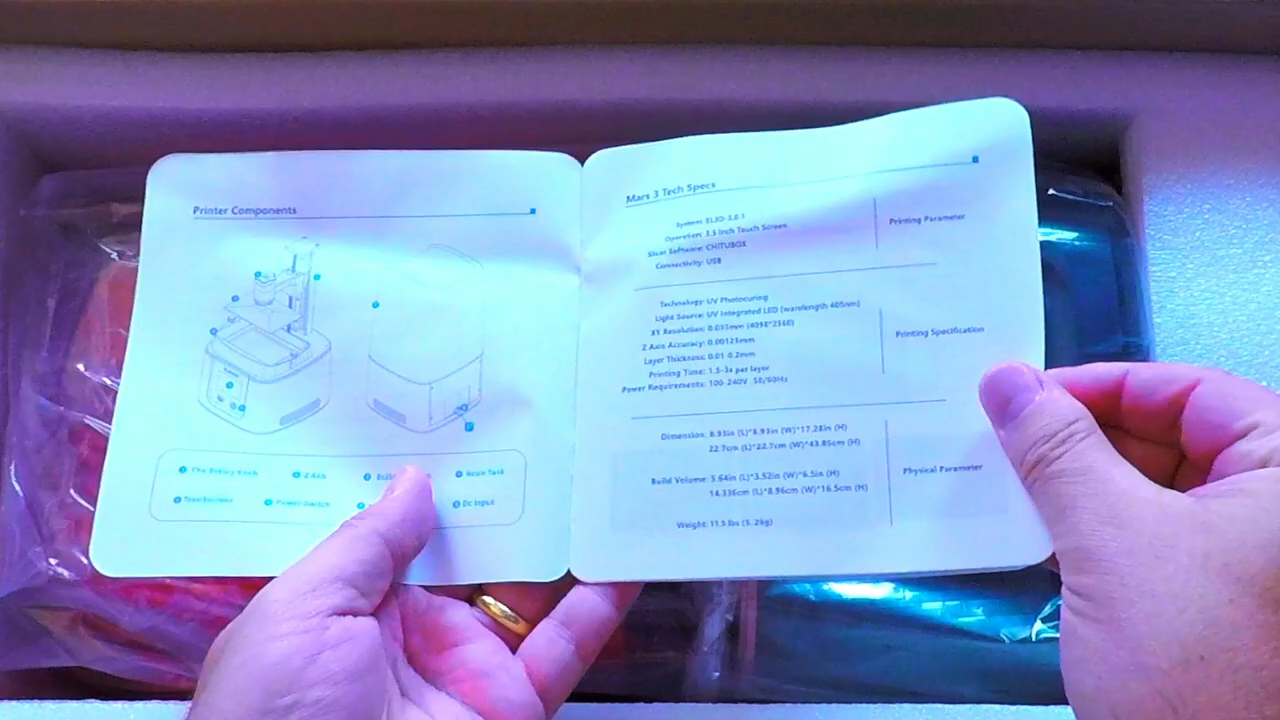 Printer Components
The Rotary Knob
Z Axis
Resin Tank
Touchscreen
Power Switch
Dc Input
Mars 3 Tech Specs
System: EL3D-3.0.1
Operation: 3.5 Inch Touch Screen
Slicer Software: CHITUBOX
Connectivity: USB
Printing Parameter
Technology: UV Photocuring
Light Source: UV Integrated LED (warelength 405nm)
XY Resolution: 0.035mm (4098*2560)
Z Axis Accuracy: 0.00125mm
Layer Thickness: 0.01-0.2mm
Printing Time: 1.5-3s per layer
Power Requirements: 100-240V 50/60Hz
Printing Specification
Dimension: 8.93in (L)*8.93in (W)*17.28in (H)
22.7cm (L)*22.7cm (W)*43.85cm (H)
Build Volume: 5.64in (L)*3.52in (W)*6.5in (H)
14.336cm (L)*8.96cm (W)*16.5cm (H)
Weight: 11.5 lbs (5.2kg)
Physical Parameter